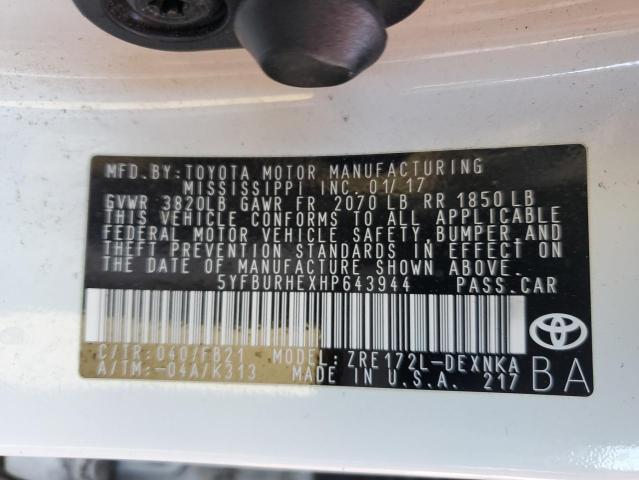 MFD.BY:TOYOTA MOTOR MANUFACTURING
MISSISSIPPI INC. 01/17
GVWR 3820LB GAWR FR 2070 LB RR 1850 LB
THIS VEHICLE CONFORMS TO ALL APPLICABLE
FEDERAL MOTOR VEHICLE SAFETY,BUMPER,AND
THEFT PREVENTION STANDARDS IN EFFECT ON
THE DATE OF MANUFACTURE SHOWN ABOVE.
5YFBURHEXHP643944 PASS.CAR
C/TR:040/FB21 MODEL:ZRE172L-DEXNKA
A/TM:-04A/K313 MADE IN U.S.A. 217
BA